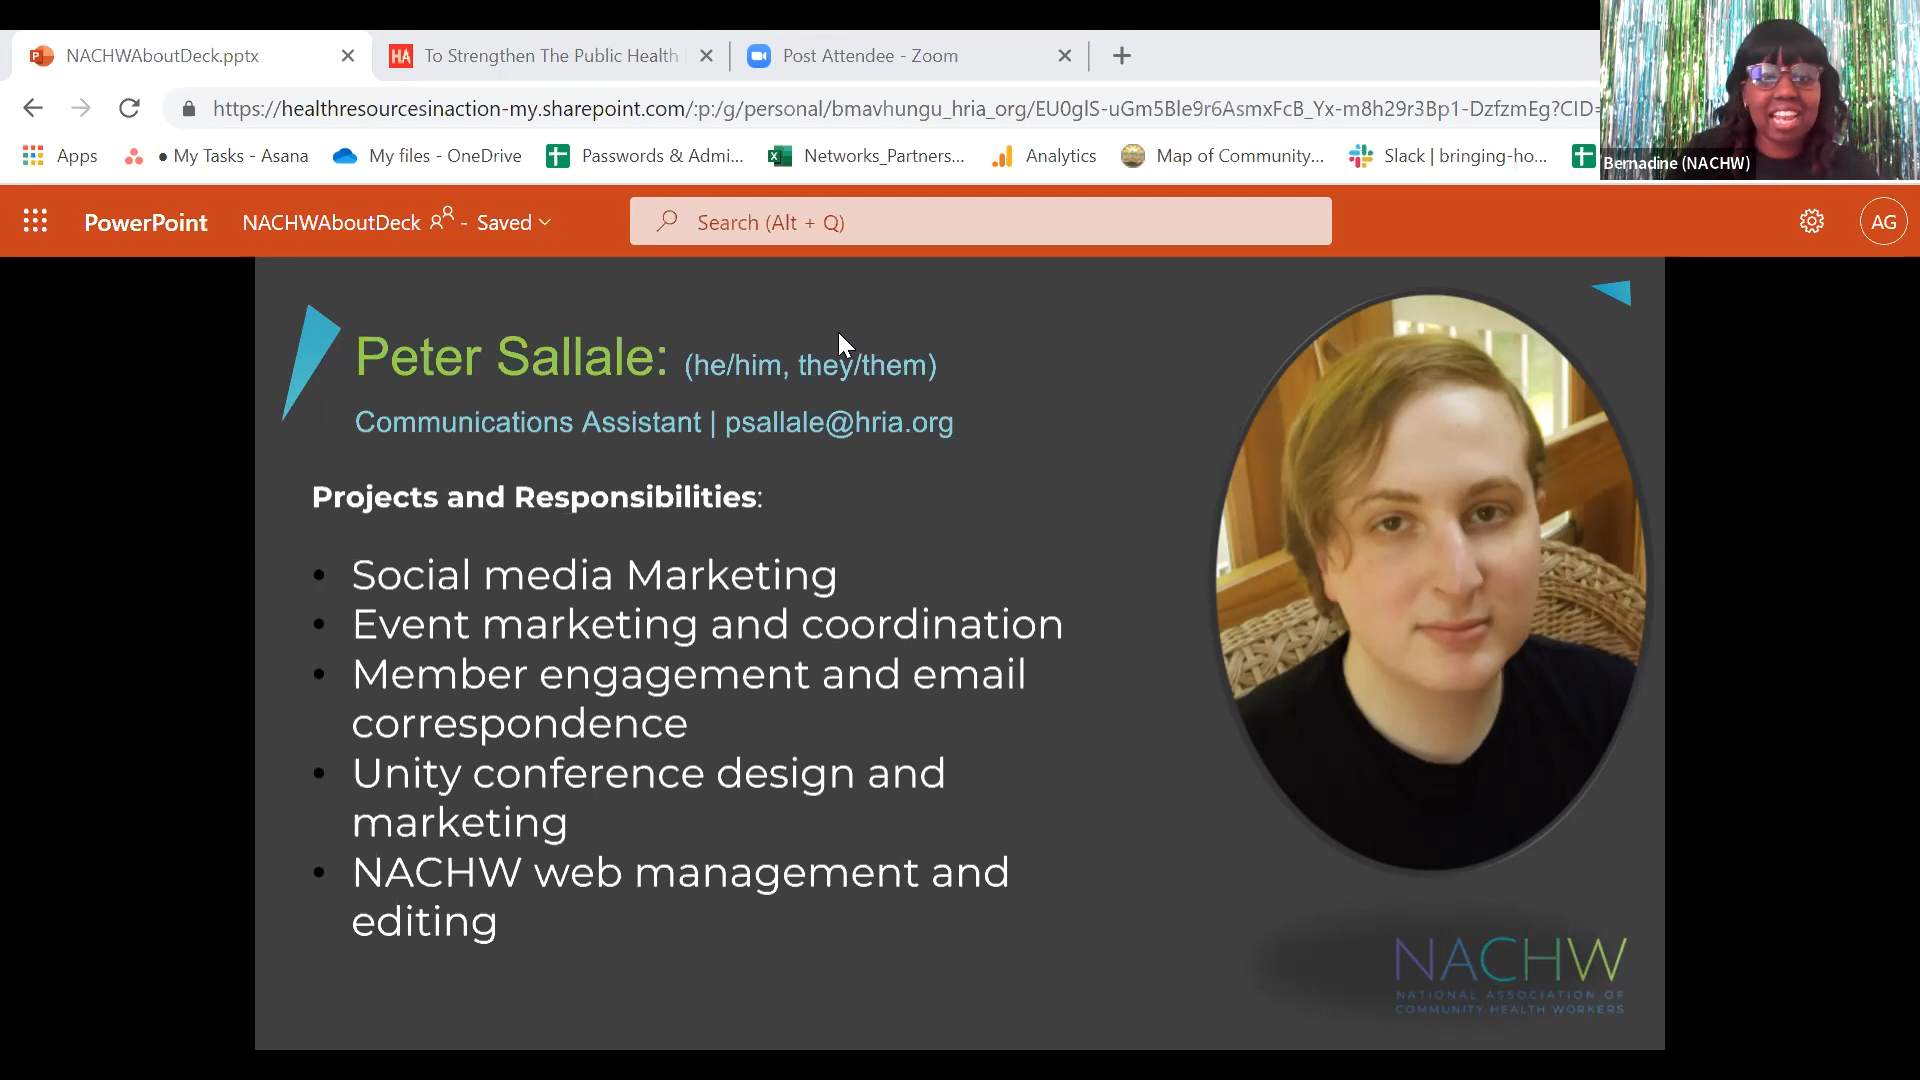 NACHWAboutDeck.pptx
To Strengthen The Public Health
Post Attendee - Zoom
https://healthresourcesinaction-my.sharepoint.com/:p:/g/personal/bmavhungu_hria_org/EU0glS-uGm5Ble9r6AsmxFcB_Yx-m8h29r3Bp1-DzfzmEg?CID=
Apps
● My Tasks - Asana
My files - OneDrive
Passwords & Admi...
Networks_Partners...
Analytics
Map of Community...
Slack | bringing-ho...
Bernadine (NACHW)
PowerPoint
NACHWAboutDeck - Saved
Search (Alt + Q)
AG
Peter Sallale: (he/him, they/them)
Communications Assistant | psallale@hria.org
Projects and Responsibilities:
• Social media Marketing
• Event marketing and coordination
• Member engagement and email
correspondence
• Unity conference design and
marketing
• NACHW web management and
editing
NACHW
NATIONAL ASSOCIATION OF
COMMUNITY HEALTH WORKERS
HA